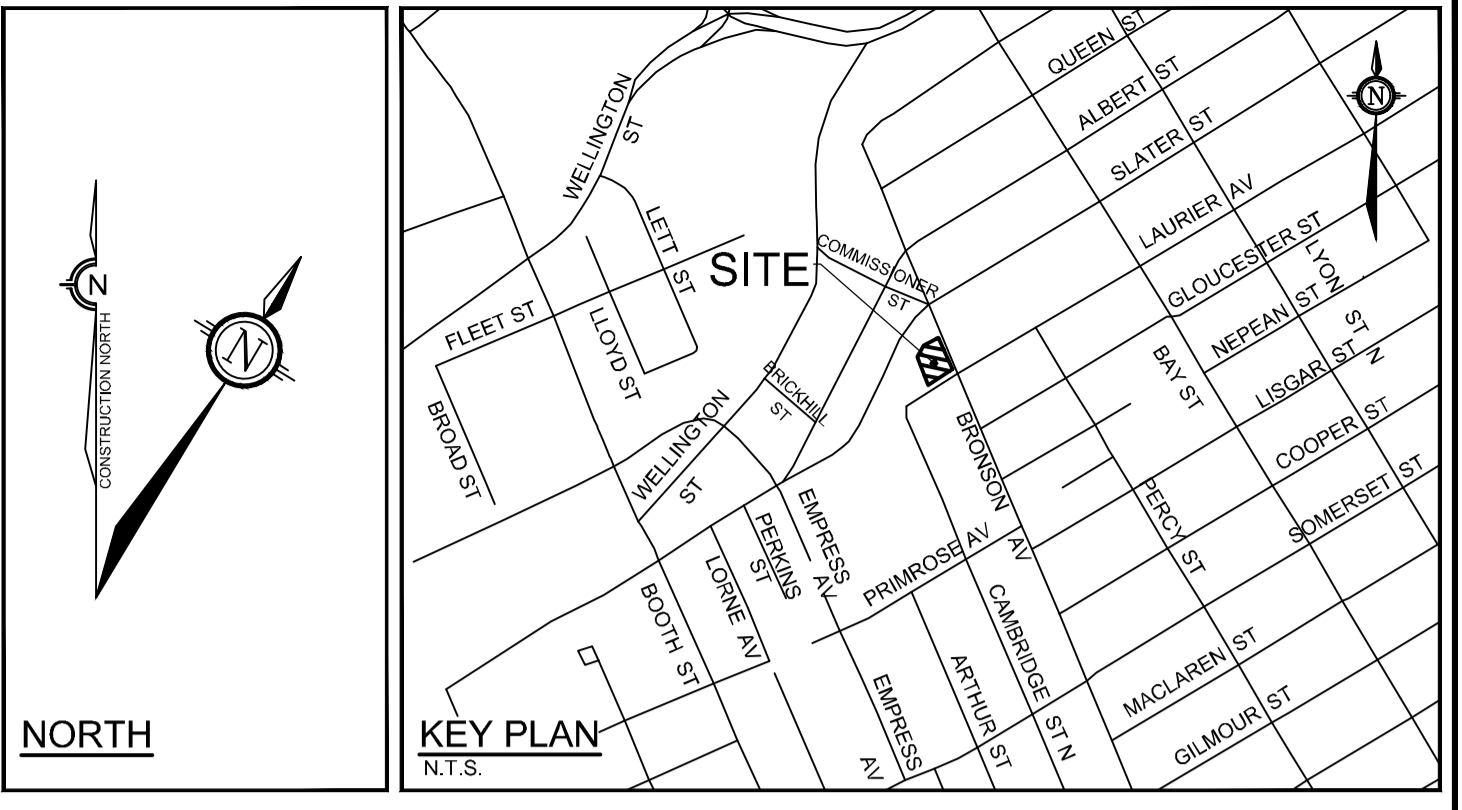 N
CONSTRUCTION NORTH
N
NORTH
QUEEN ST
ALBERT ST
SLATER ST
LAURIER AV
GLOUCESTER ST
NEPEAN ST
LISGAR ST
COOPER ST
SOMERSET ST
MACLAREN ST
GILMOUR ST
N
LYON ST N
BAY ST
PERCY ST
WELLINGTON
ST
LETT ST
FLEET ST
LLOYD ST
BROAD ST
SITE
COMMISSIONER
ST
BRICKHILL
ST
WELLINGTON
ST
BRONSON
AV
EMPRESS
AV
PERKINS
ST
LORNE AV
BOOTH ST
PRIMROSE AV
CAMBRIDGE ST N
ARTHUR ST
EMPRESS
AV
KEY PLAN
N.T.S.